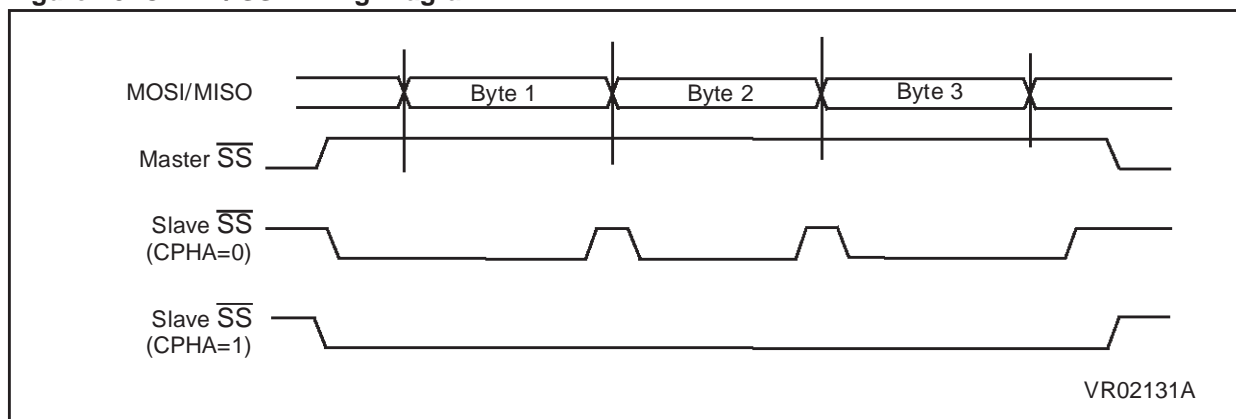 MOSI/MISO
Byte 1
Byte 2
Byte 3
Master SS
Slave SS
(CPHA=0)
Slave SS
(CPHA=1)
VR02131A